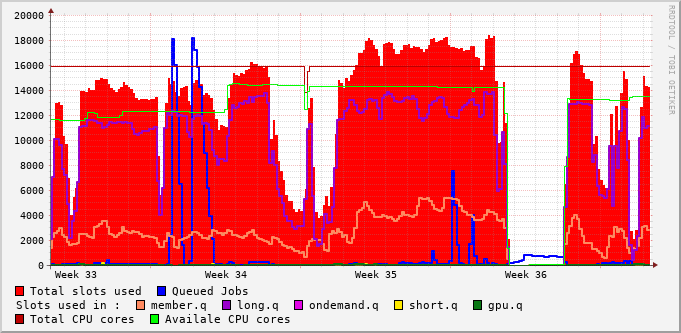 20000
18000
16000
14000
12000
10000
8000
6000
4000
2000
0
Week 33 Week 34 Week 35 Week 36
RRDTOOL / TOBI OETIKER
Total slots used Queued Jobs
Slots used in : member.q long.q ondemand.q short.q gpu.q
Total CPU cores Availale CPU cores